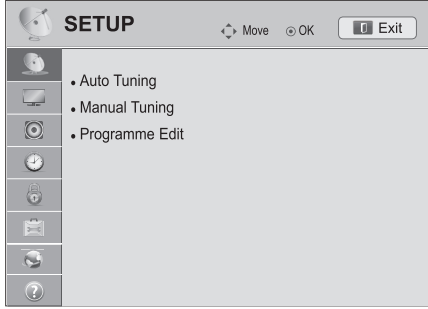 SETUP Move OK Exit
• Auto Tuning
• Manual Tuning
• Programme Edit